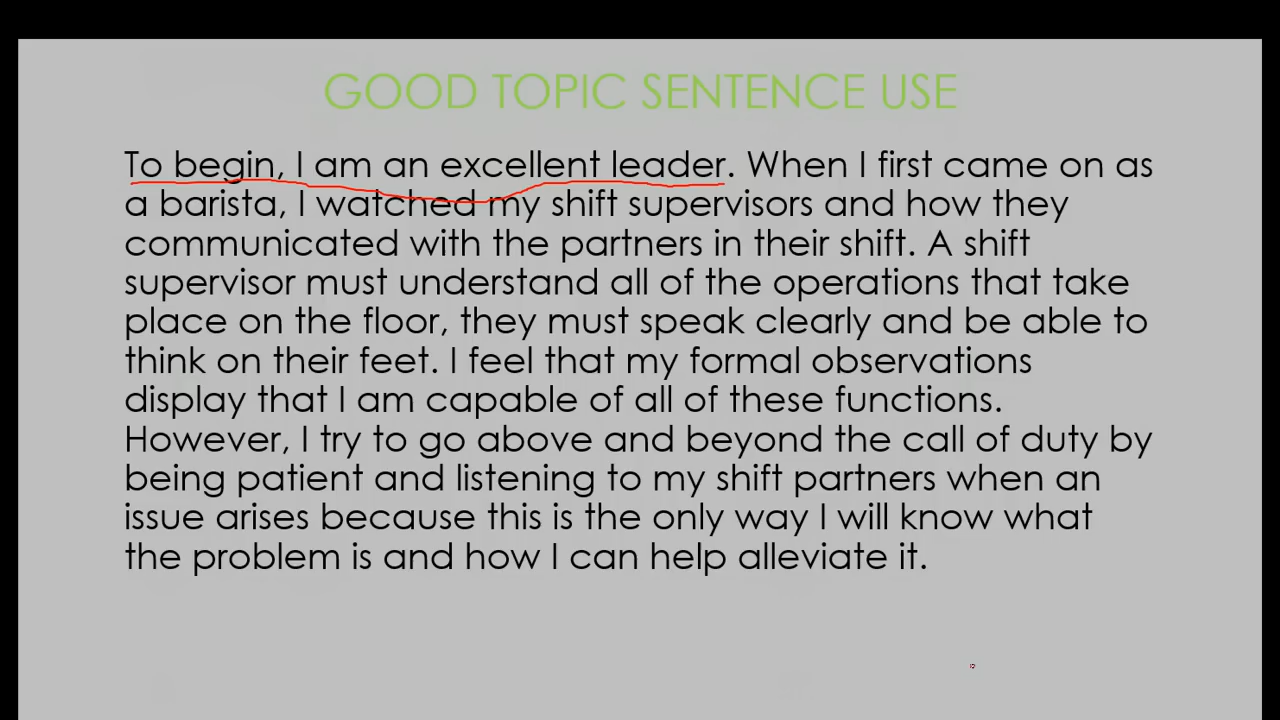 GOOD TOPIC SENTENCE USE
To begin, I am an excellent leader. When I first came on as
a barista, I watched my shift supervisors and how they
communicated with the partners in their shift. A shift
supervisor must understand all of the operations that take
place on the floor, they must speak clearly and be able to
think on their feet. I feel that my formal observations
display that I am capable of all of these functions.
However, I try to go above and beyond the call of duty by
being patient and listening to my shift partners when an
issue arises because this is the only way I will know what
the problem is and how I can help alleviate it.